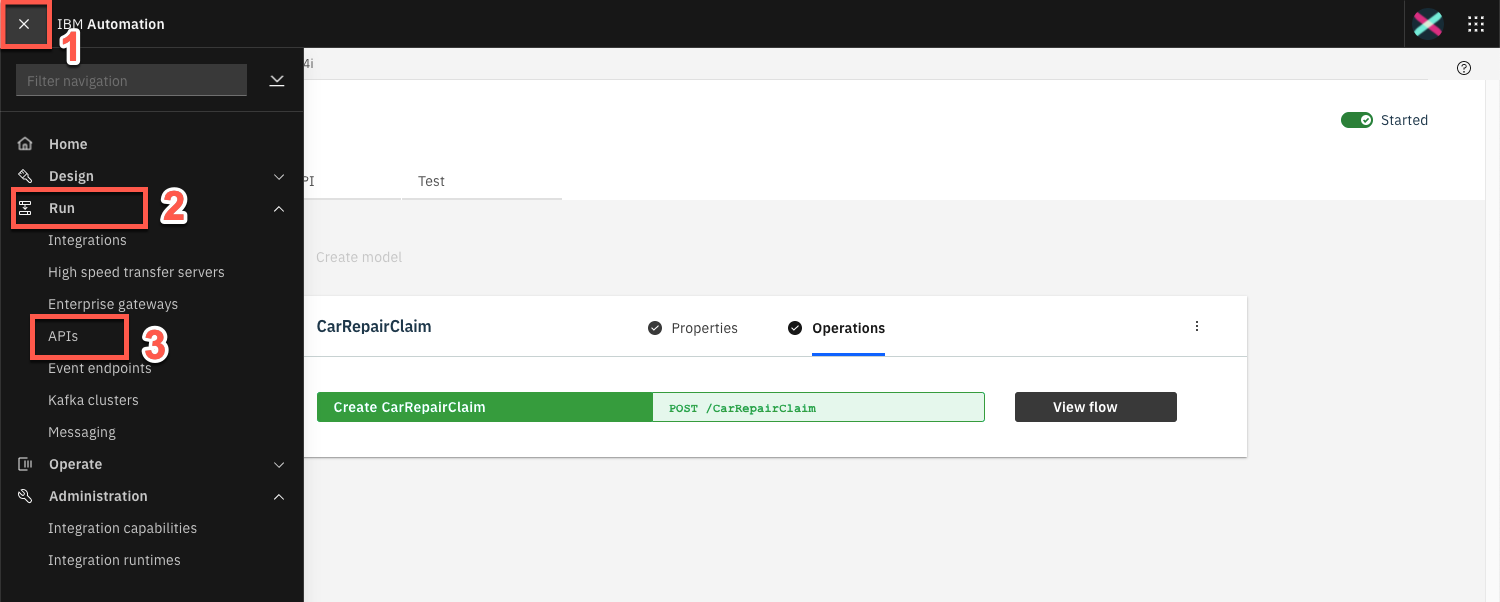 IBM Automation
1
Filter navigation
4i
Started
Home
Design
PI
Test
Run
2
Integrations
Create model
High speed transfer servers
Enterprise gateways
CarRepairClaim
Properties
Operations
APIs
3
Event endpoints
Kafka clusters
Create CarRepairClaim
POST /CarRepairClaim
View flow
Messaging
Operate
Administration
Integration capabilities
Integration runtimes